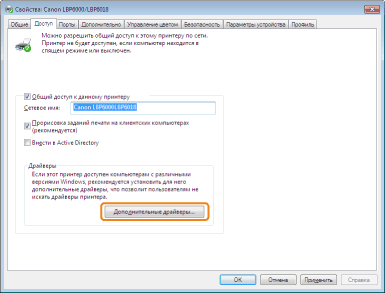 Свойства: Canon LBP6000/LBP6018
Общие Доступ Порты Дополнительно Управление цветом Безопасность Параметры устройства Профиль
Можно разрешить общий доступ к этому принтеру по сети.
Принтер не будет доступен, если компьютер находится в
спящем режиме или выключен.
Общий доступ к данному принтеру
Сетевое имя: Canon LBP6000LBP6018
Прорисовка заданий печати на клиентских компьютерах
(рекомендуется)
Внести в Active Directory
Драйверы
Если этот принтер доступен компьютерам с различными
версиями Windows, рекомендуется установить для него
дополнительные драйверы, что позволит пользователям не
искать драйверы принтера.
Дополнительные драйверы...
OK Отмена Применить Справка